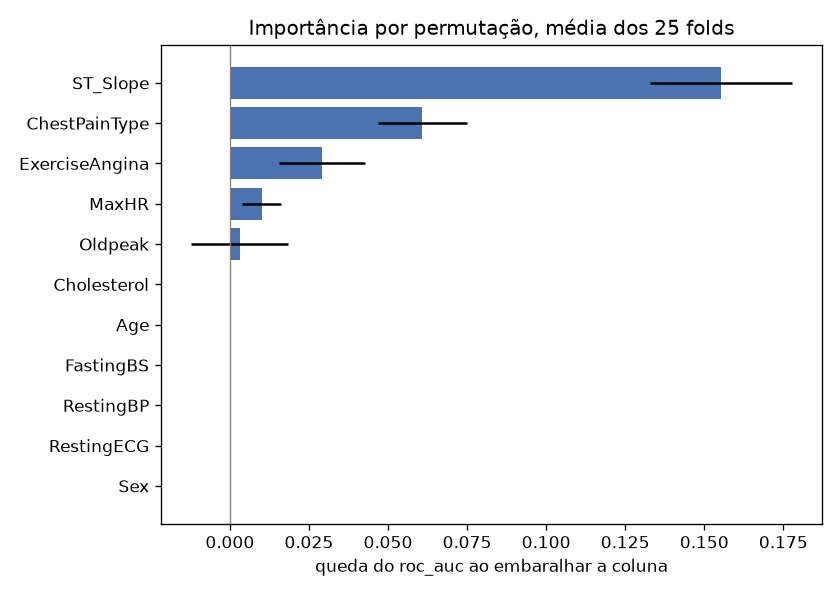 Importância por permutação, média dos 25 folds
ST_Slope
ChestPainType
ExerciseAngina
MaxHR
Oldpeak
Cholesterol
Age
FastingBS
RestingBP
RestingECG
Sex
0.000 0.025 0.050 0.075 0.100 0.125 0.150 0.175
queda do roc_auc ao embaralhar a coluna